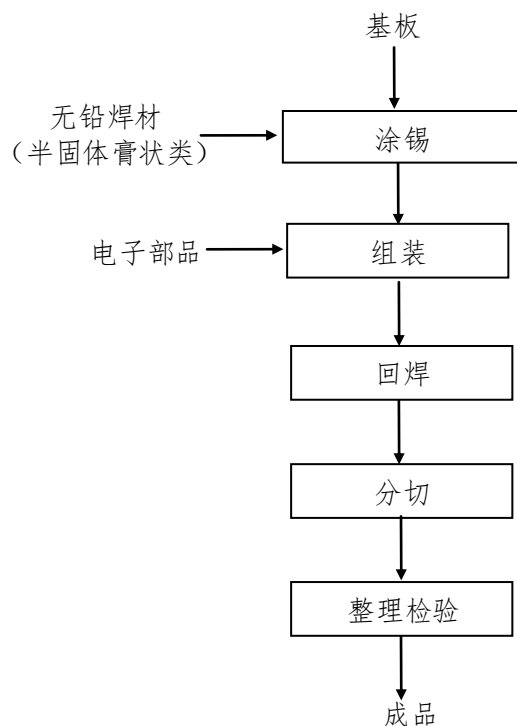 基板
无铅焊材
（半固体膏状类）
涂锡
电子部品
组装
回焊
分切
整理检验
成品